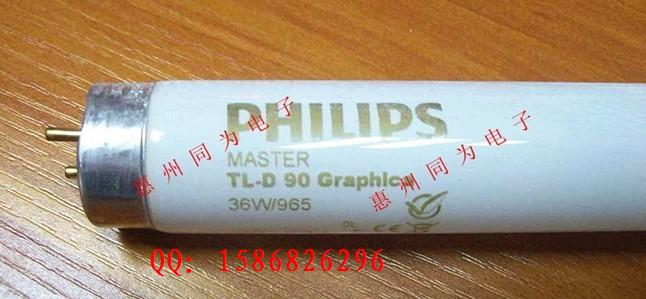 PHILIPS
MASTER
TL-D 90 Graphica
36W/965
CE
惠州同为电子
惠州同为电子
QQ: 1586826296